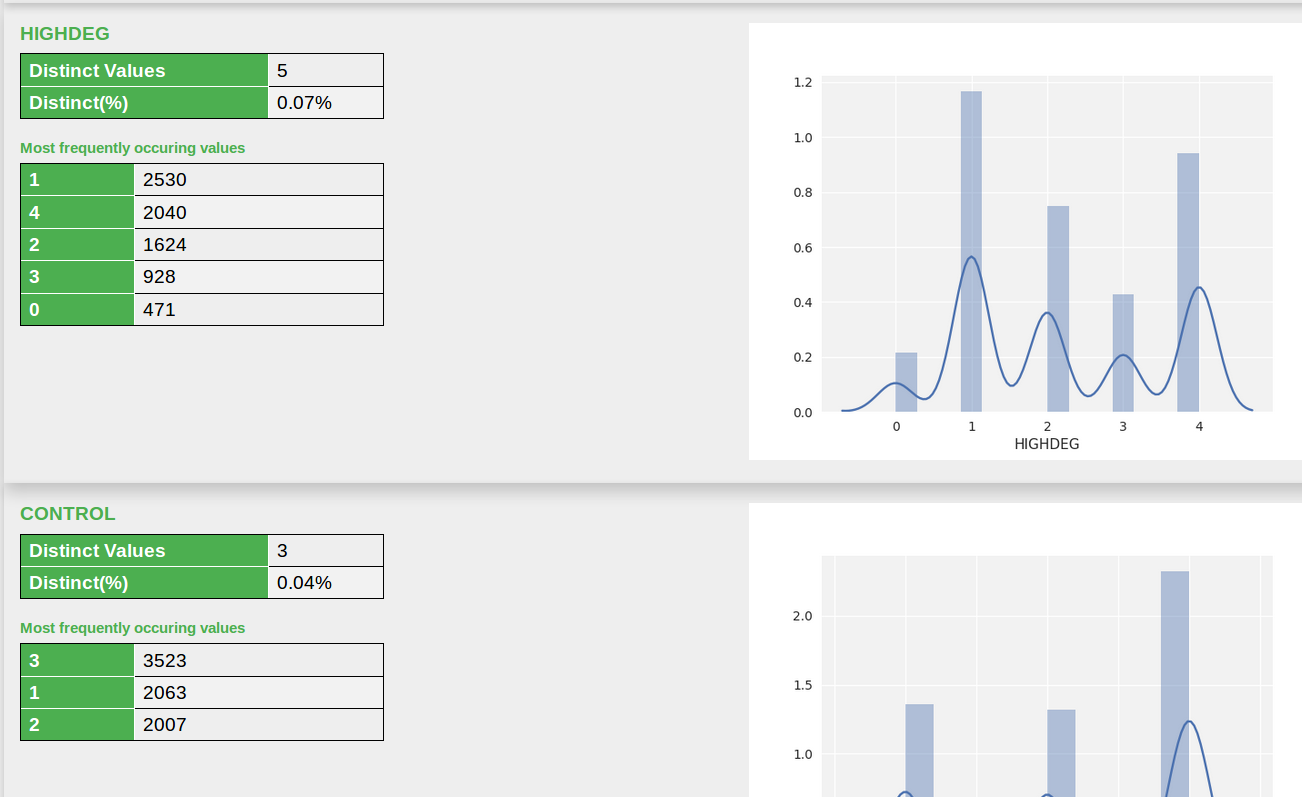 HIGHDEG
Distinct Values 5
Distinct(%) 0.07%
Most frequently occuring values
1 2530
4 2040
2 1624
3 928
0 471
1.2
1.0
0.8
0.6
0.4
0.2
0.0
0 1 2 3 4
HIGHDEG
CONTROL
Distinct Values 3
Distinct(%) 0.04%
Most frequently occuring values
3 3523
1 2063
2 2007
2.0
1.5
1.0